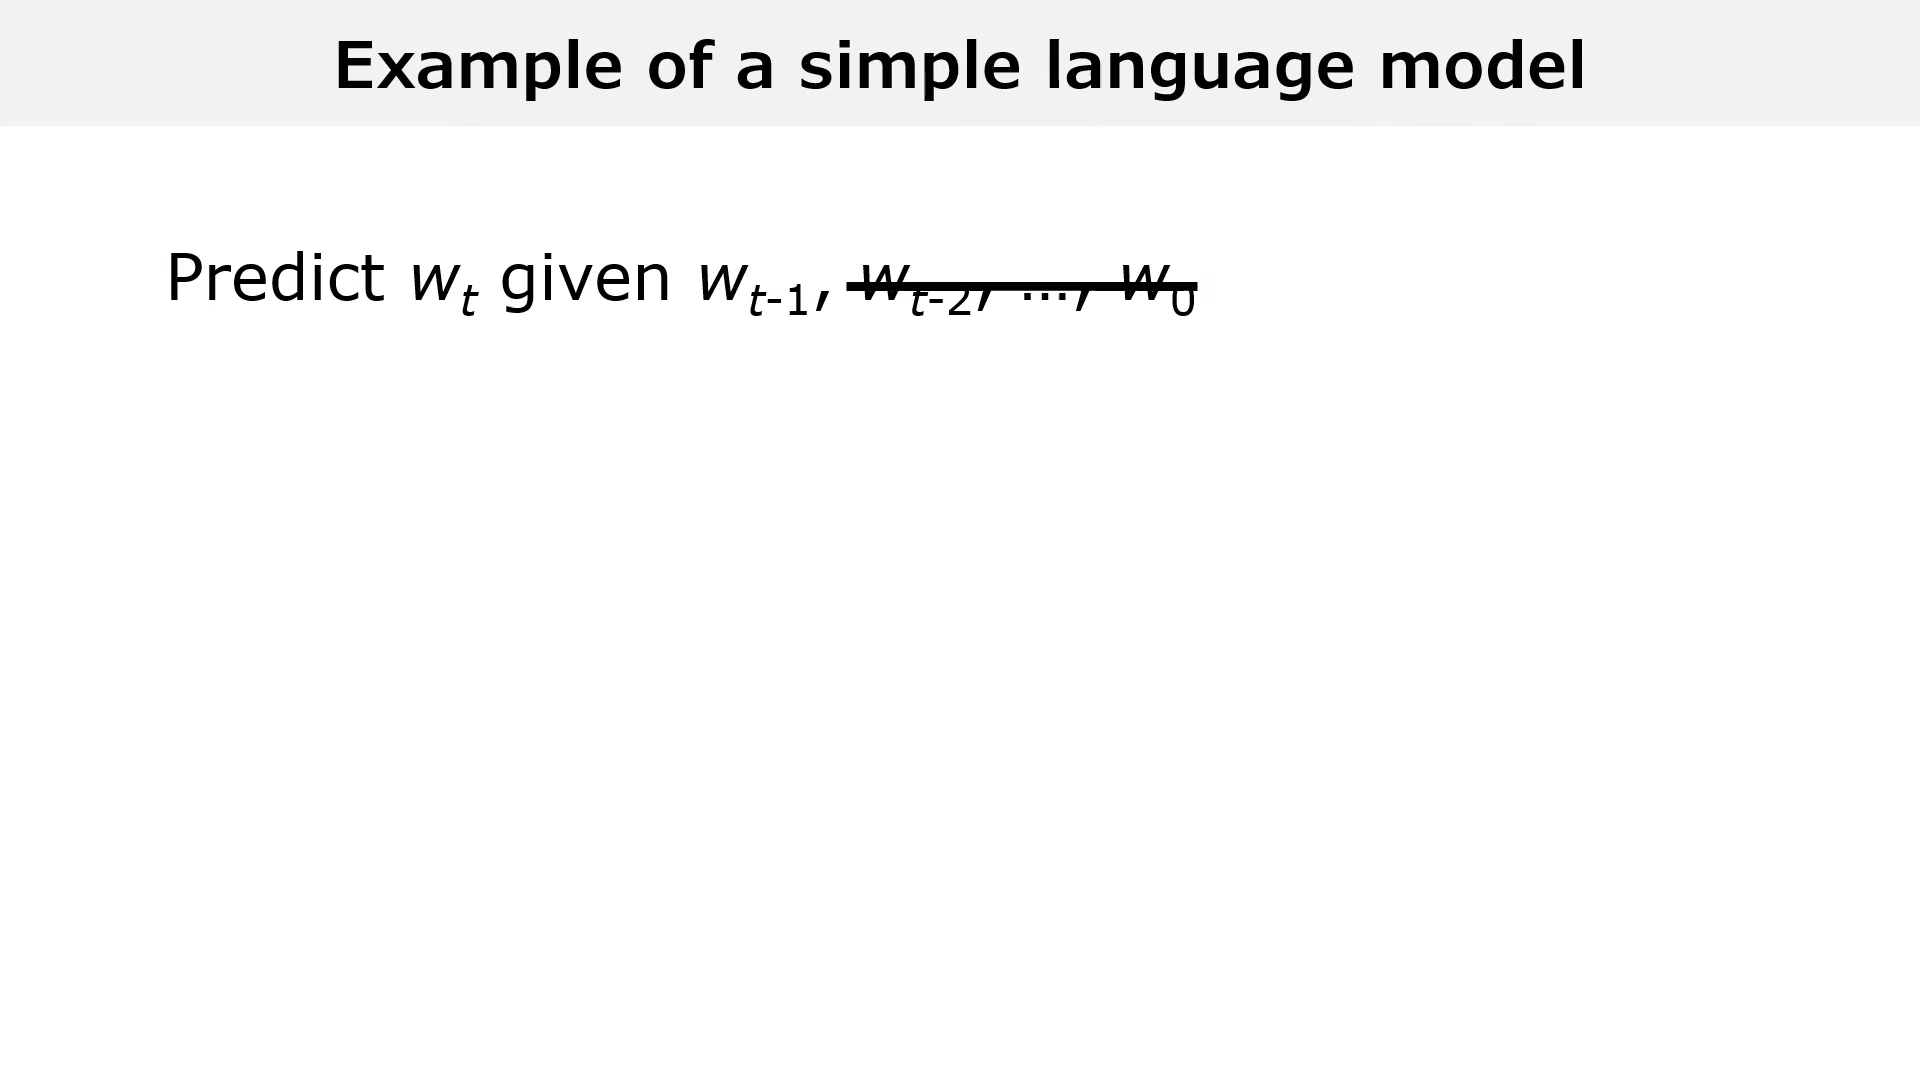 Example of a simple language model
Predict wₜ given wₜ₋₁, wₜ₋₂, ..., w₀